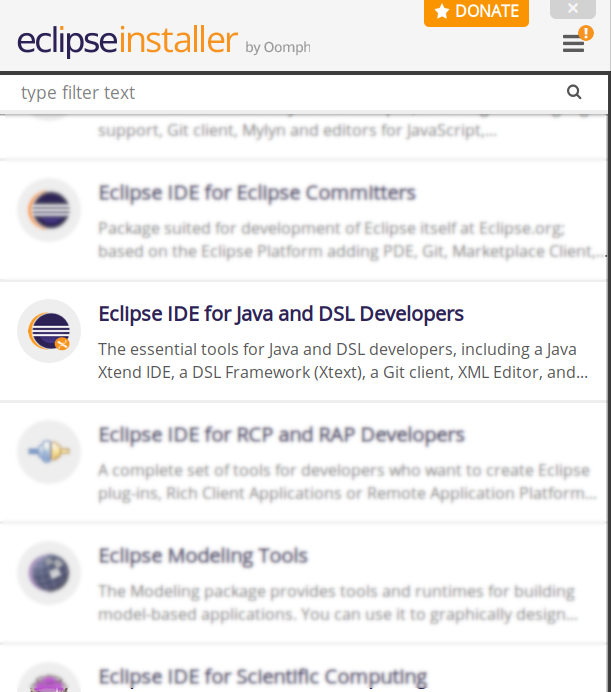 DONATE
eclipseinstaller by Oomph
type filter text
support, Git client, Mylyn and editors for JavaScript,...
Eclipse IDE for Eclipse Committers
Package suited for development of Eclipse itself at Eclipse.org;
based on the Eclipse Platform adding PDE, Git, Marketplace Client,...
Eclipse IDE for Java and DSL Developers
The essential tools for Java and DSL developers, including a Java
Xtend IDE, a DSL Framework (Xtext), a Git client, XML Editor, and...
Eclipse IDE for RCP and RAP Developers
A complete set of tools for developers who want to create Eclipse
plug-ins, Rich Client Applications or Remote Application Platform...
Eclipse Modeling Tools
The Modeling package provides tools and runtimes for building
model-based applications. You can use it to graphically design...
Eclipse IDE for Scientific Computing